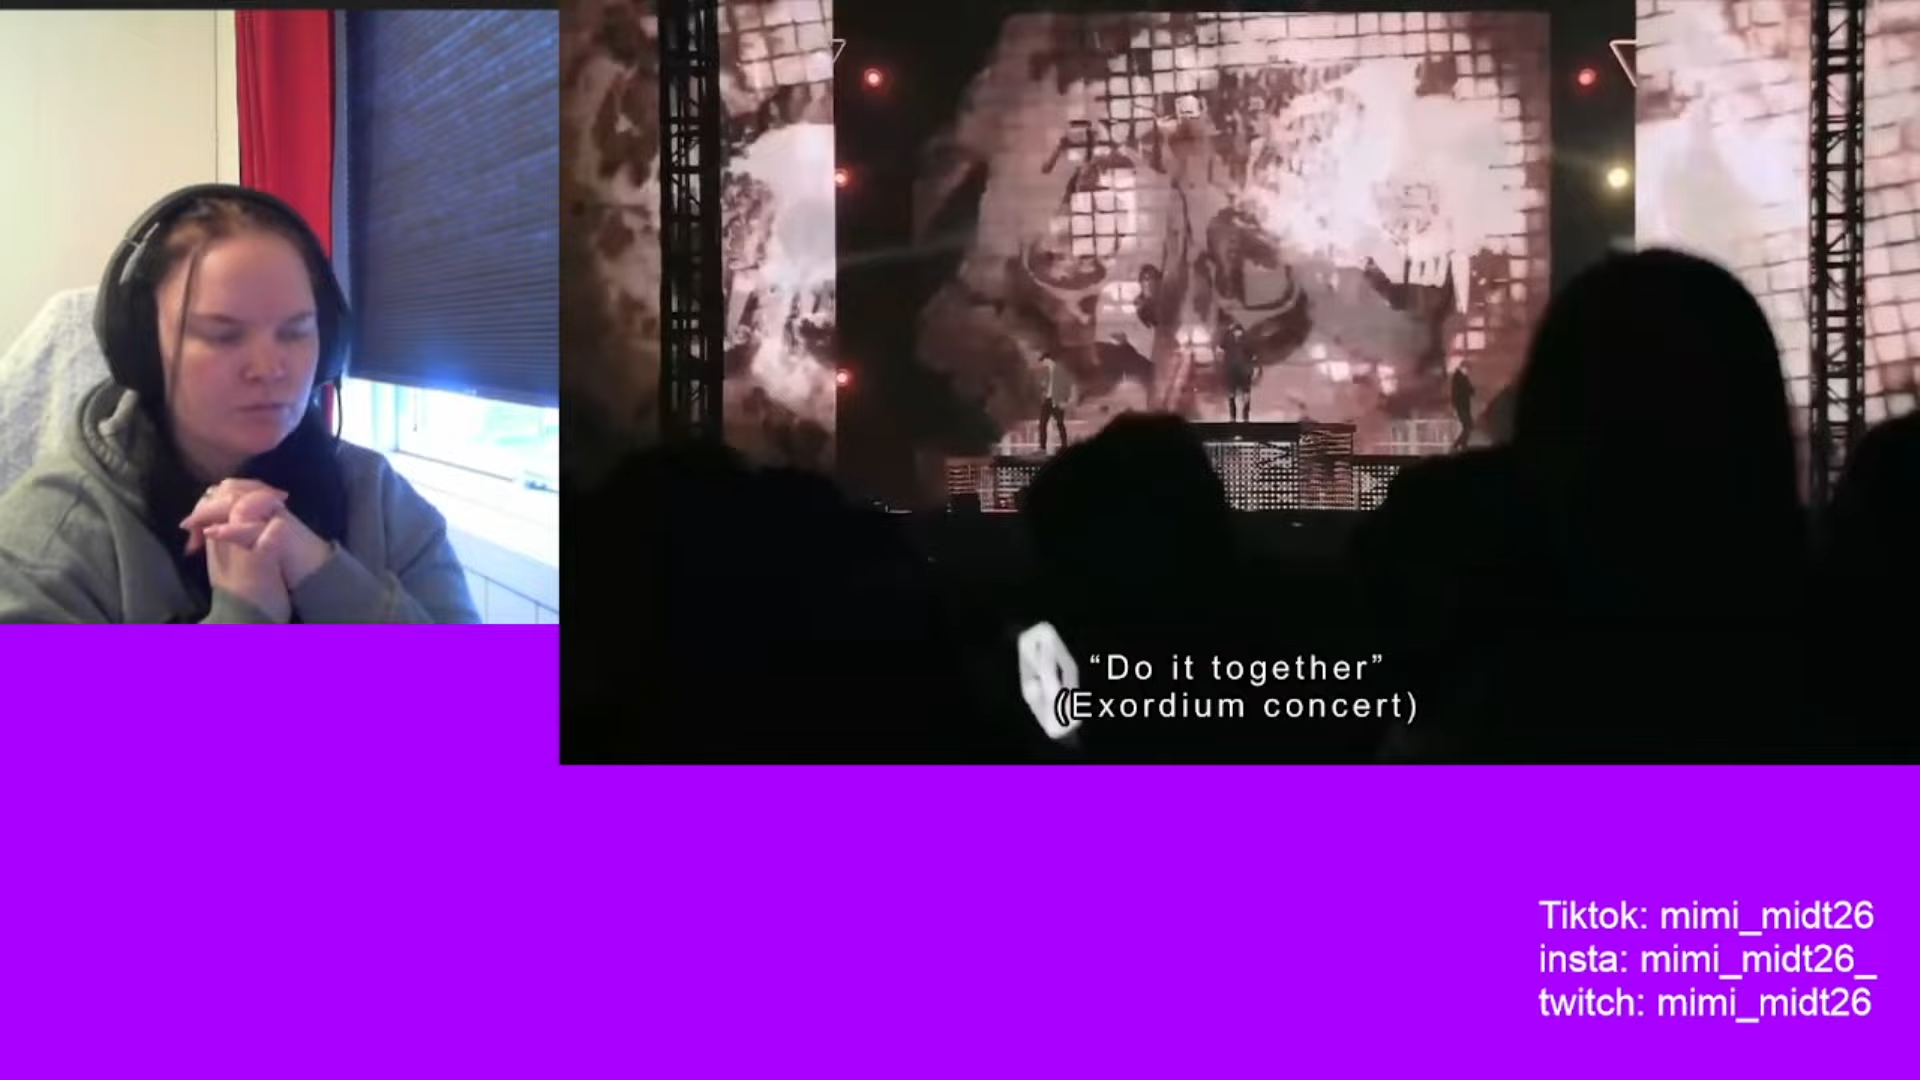 “Do it together”
(Exordium concert)
Tiktok: mimi_midt26
insta: mimi_midt26_
twitch: mimi_midt26